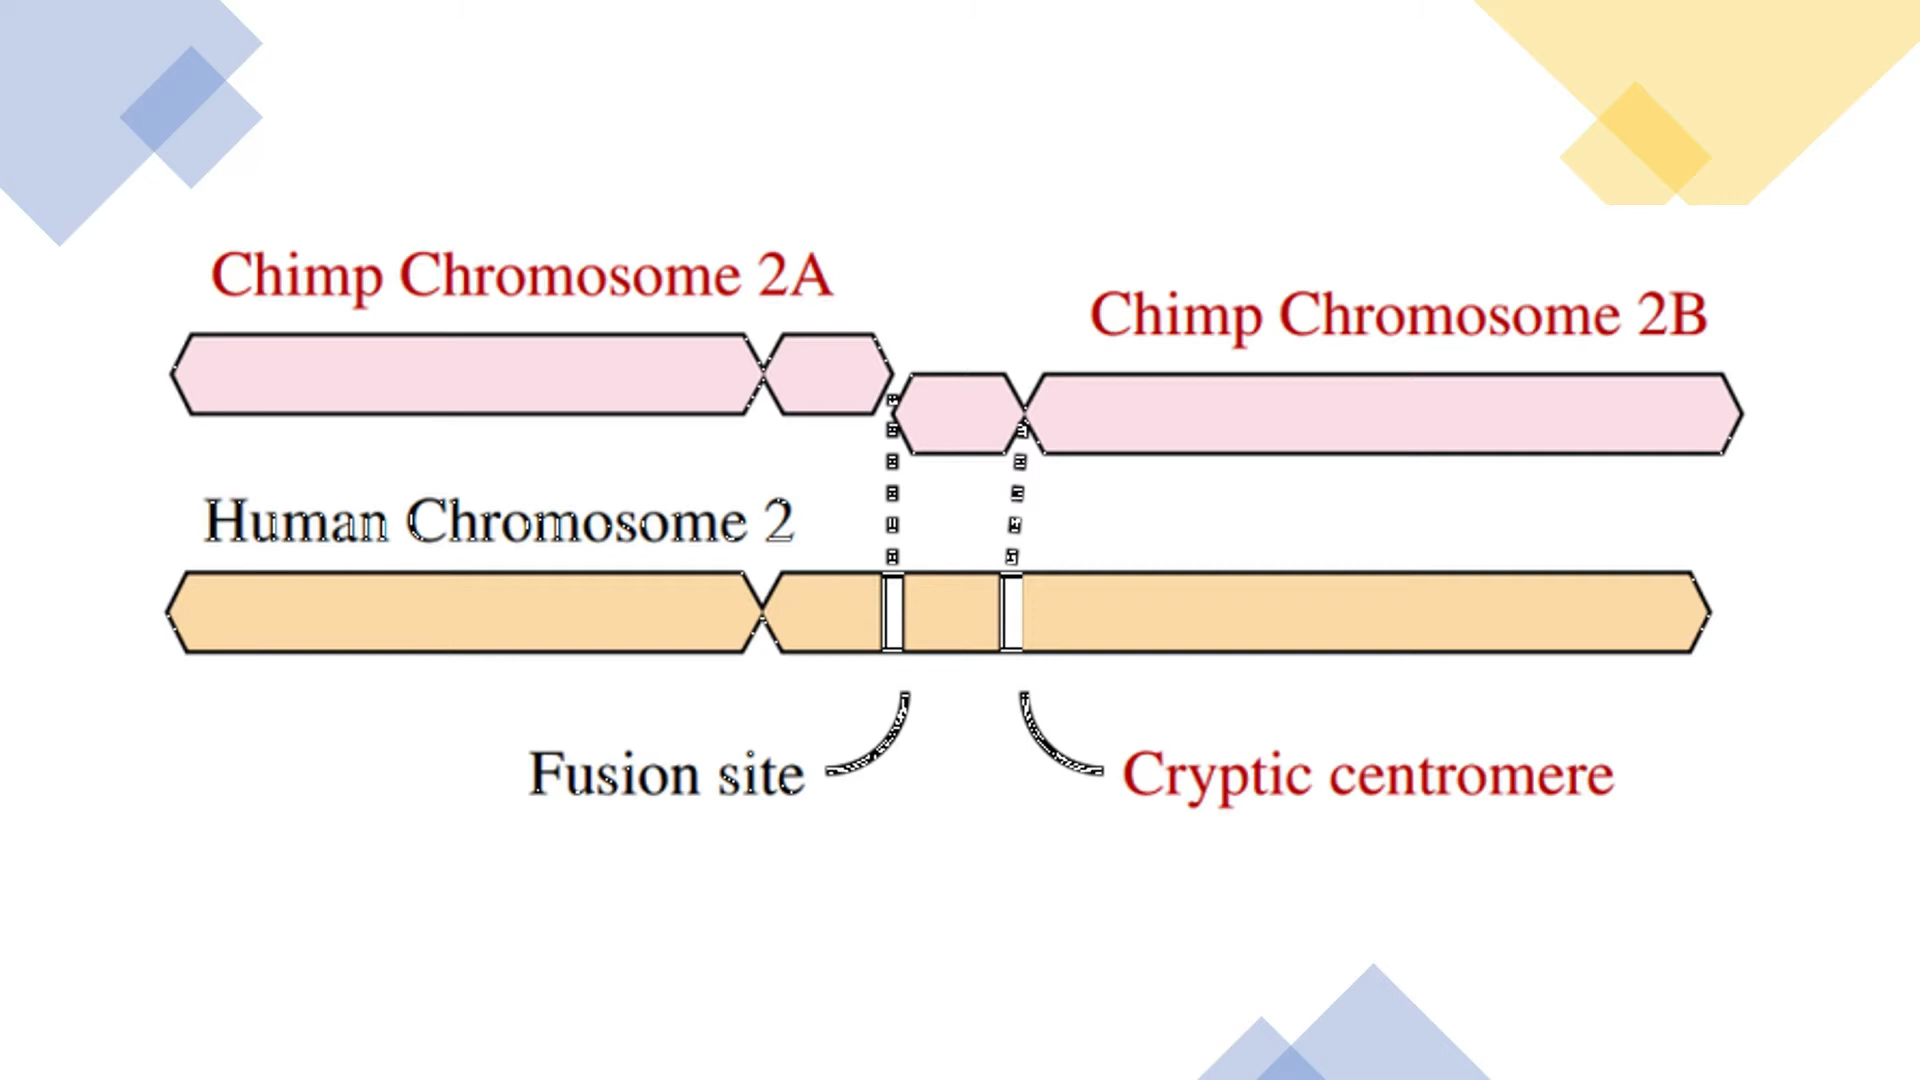 Chimp Chromosome 2A
Chimp Chromosome 2B
Human Chromosome 2
Fusion site
Cryptic centromere